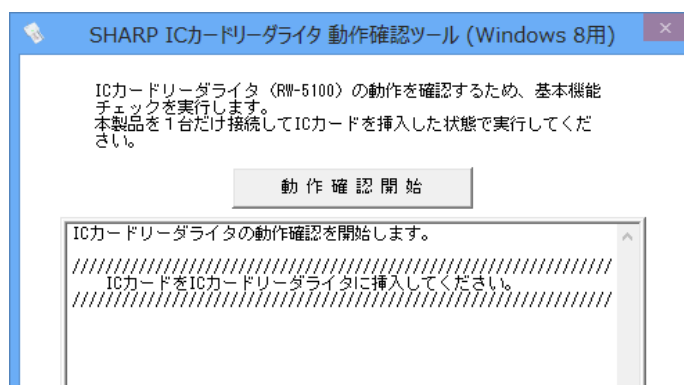 SHARP ICカードリーダライタ 動作確認ツール (Windows 8用)
ICカードリーダライタ（RW-5100）の動作を確認するため、基本機能
チェックを実行します。
本製品を１台だけ接続してICカードを挿入した状態で実行してくだ
さい。
動 作 確 認 開 始
ICカードリーダライタの動作確認を開始します。
////////////////////////////////////////////////////////////////
ICカードをICカードリーダライタに挿入してください。
////////////////////////////////////////////////////////////////